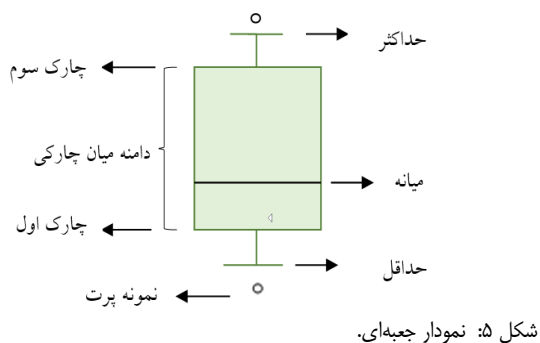 حداکثر
چارک سوم
دامنه میان چارکی
میانه
چارک اول
حداقل
نمونه پرت
شکل ۵: نمودار جعبه‌ای.